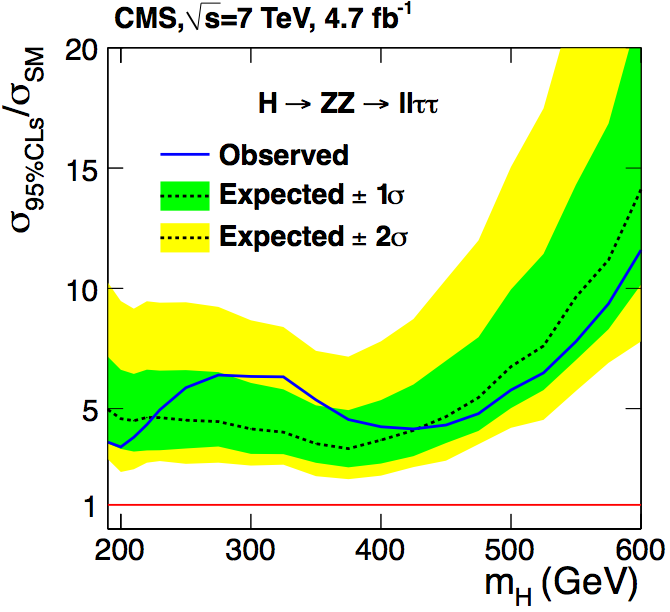 CMS, √s=7 TeV, 4.7 fb⁻¹
σ95%CLs/σSM
20
15
10
5
1
H → ZZ → llττ
Observed
Expected ± 1σ
Expected ± 2σ
200 300 400 500 600
mH (GeV)